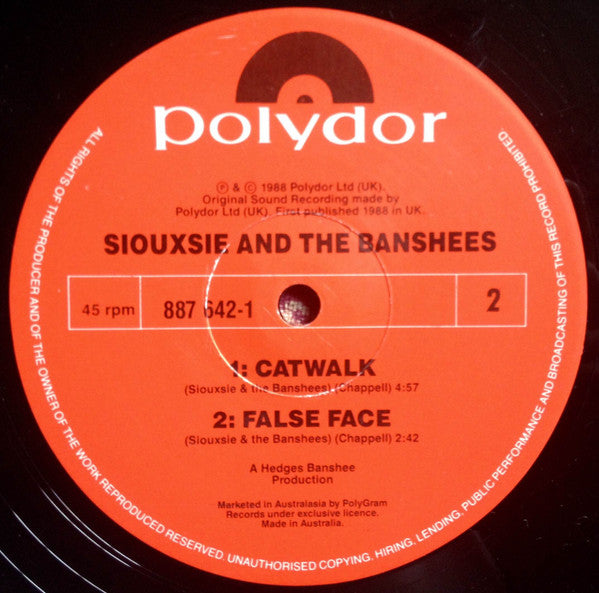 polydor
℗ & © 1988 Polydor Ltd (UK).
Original Sound Recording made by
Polydor Ltd (UK). First published 1988 in UK.
SIOUXSIE AND THE BANSHEES
45 rpm 887 642-1 2
1: CATWALK
(Siouxsie & the Banshees) (Chappell) 4:57
2: FALSE FACE
(Siouxsie & the Banshees) (Chappell) 2:42
A Hedges Banshee
Production
Marketed in Australasia by PolyGram
Records under exclusive licence.
Made in Australia.
ALL RIGHTS OF THE PRODUCER AND OF THE OWNER OF THE WORK REPRODUCED RESERVED. UNAUTHORISED COPYING, HIRING, LENDING, PUBLIC PERFORMANCE AND BROADCASTING OF THIS RECORD PROHIBITED